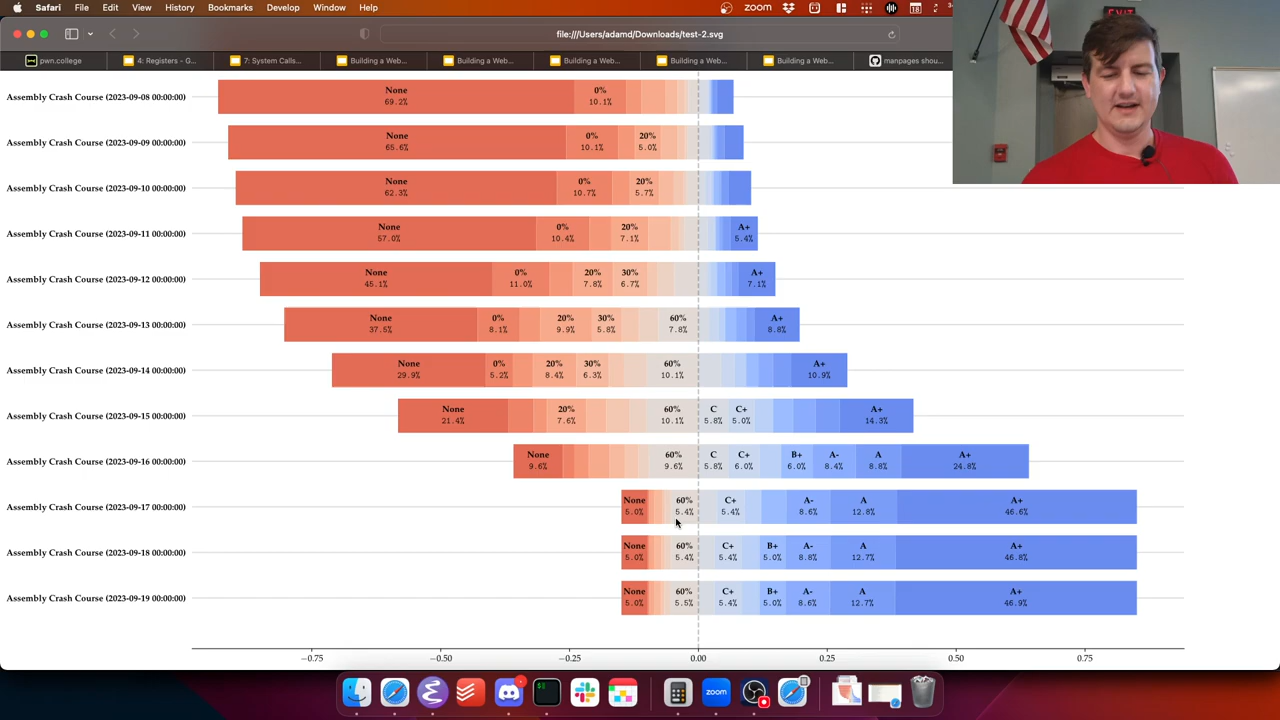 Safari File Edit View History Bookmarks Develop Window Help
zoom
18
EXIT
file:///Users/adamd/Downloads/test-2.svg
pwn.college
4: Registers - G...
7: System Calls...
Building a Web...
Building a Web...
Building a Web...
Building a Web...
Building a Web...
manpages shou...
Assembly Crash Course (2023-09-08 00:00:00)
None 0%
69.2% 10.1%
Assembly Crash Course (2023-09-09 00:00:00)
None 0% 20%
65.6% 10.1% 5.0%
Assembly Crash Course (2023-09-10 00:00:00)
None 0% 20%
62.3% 10.7% 5.7%
Assembly Crash Course (2023-09-11 00:00:00)
None 0% 20% A+
57.0% 10.4% 7.1% 5.4%
Assembly Crash Course (2023-09-12 00:00:00)
None 0% 20% 30% A+
45.1% 11.0% 7.8% 6.7% 7.1%
Assembly Crash Course (2023-09-13 00:00:00)
None 0% 20% 30% 60% A+
37.5% 8.1% 9.9% 5.8% 7.8% 8.8%
Assembly Crash Course (2023-09-14 00:00:00)
None 0% 20% 30% 60% A+
29.9% 5.2% 8.4% 6.3% 10.1% 10.9%
Assembly Crash Course (2023-09-15 00:00:00)
None 20% 60% C C+ A+
21.4% 7.6% 10.1% 5.8% 5.0% 14.3%
Assembly Crash Course (2023-09-16 00:00:00)
None 60% C C+ B+ A- A A+
9.6% 9.6% 5.8% 6.0% 6.0% 8.4% 8.8% 24.8%
Assembly Crash Course (2023-09-17 00:00:00)
None 60% C+ A- A A+
5.0% 5.4% 5.4% 8.6% 12.8% 46.6%
Assembly Crash Course (2023-09-18 00:00:00)
None 60% C+ B+ A- A A+
5.0% 5.4% 5.4% 5.0% 8.8% 12.7% 46.8%
Assembly Crash Course (2023-09-19 00:00:00)
None 60% C+ B+ A- A A+
5.0% 5.5% 5.4% 5.0% 8.6% 12.7% 46.9%
−0.75 −0.50 −0.25 0.00 0.25 0.50 0.75
zoom